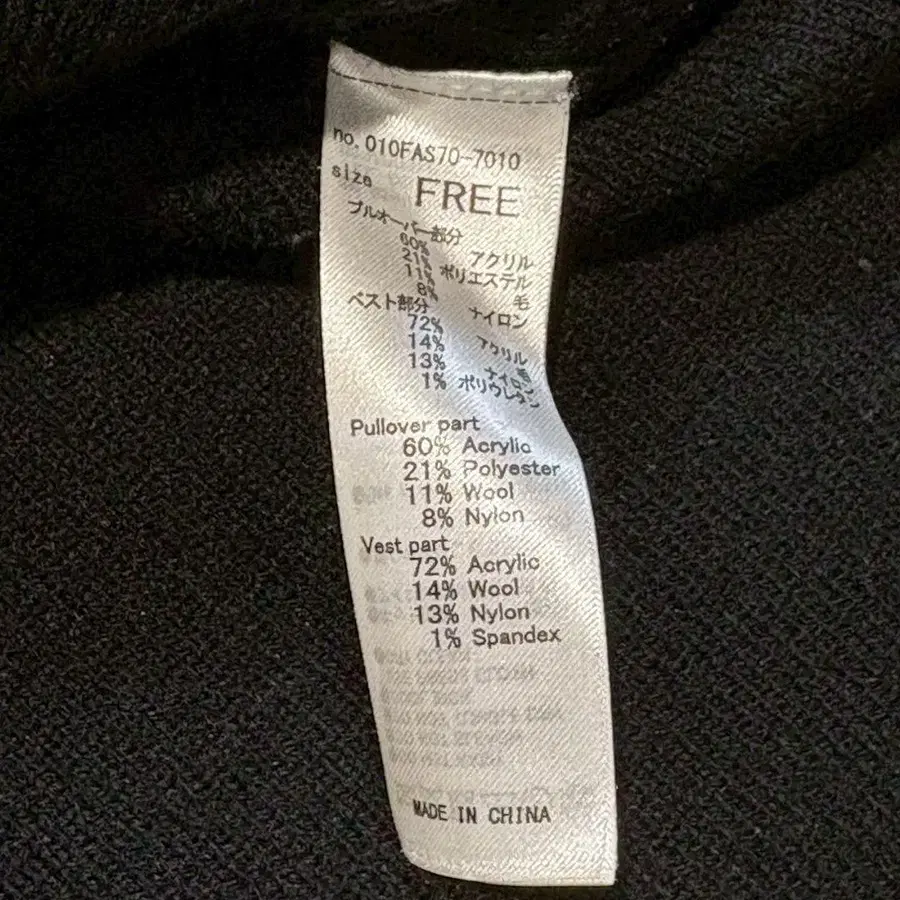 no. 010FAS70-7010
size FREE
プルオーバー部分
60% アクリル
21% ポリエステル
11% 毛
8% ナイロン
ベスト部分
72% アクリル
14% 毛
13% ナイロン
1% ポリウレタン
Pullover part
60% Acrylic
21% Polyester
11% Wool
8% Nylon
Vest part
72% Acrylic
14% Wool
13% Nylon
1% Spandex
MADE IN CHINA